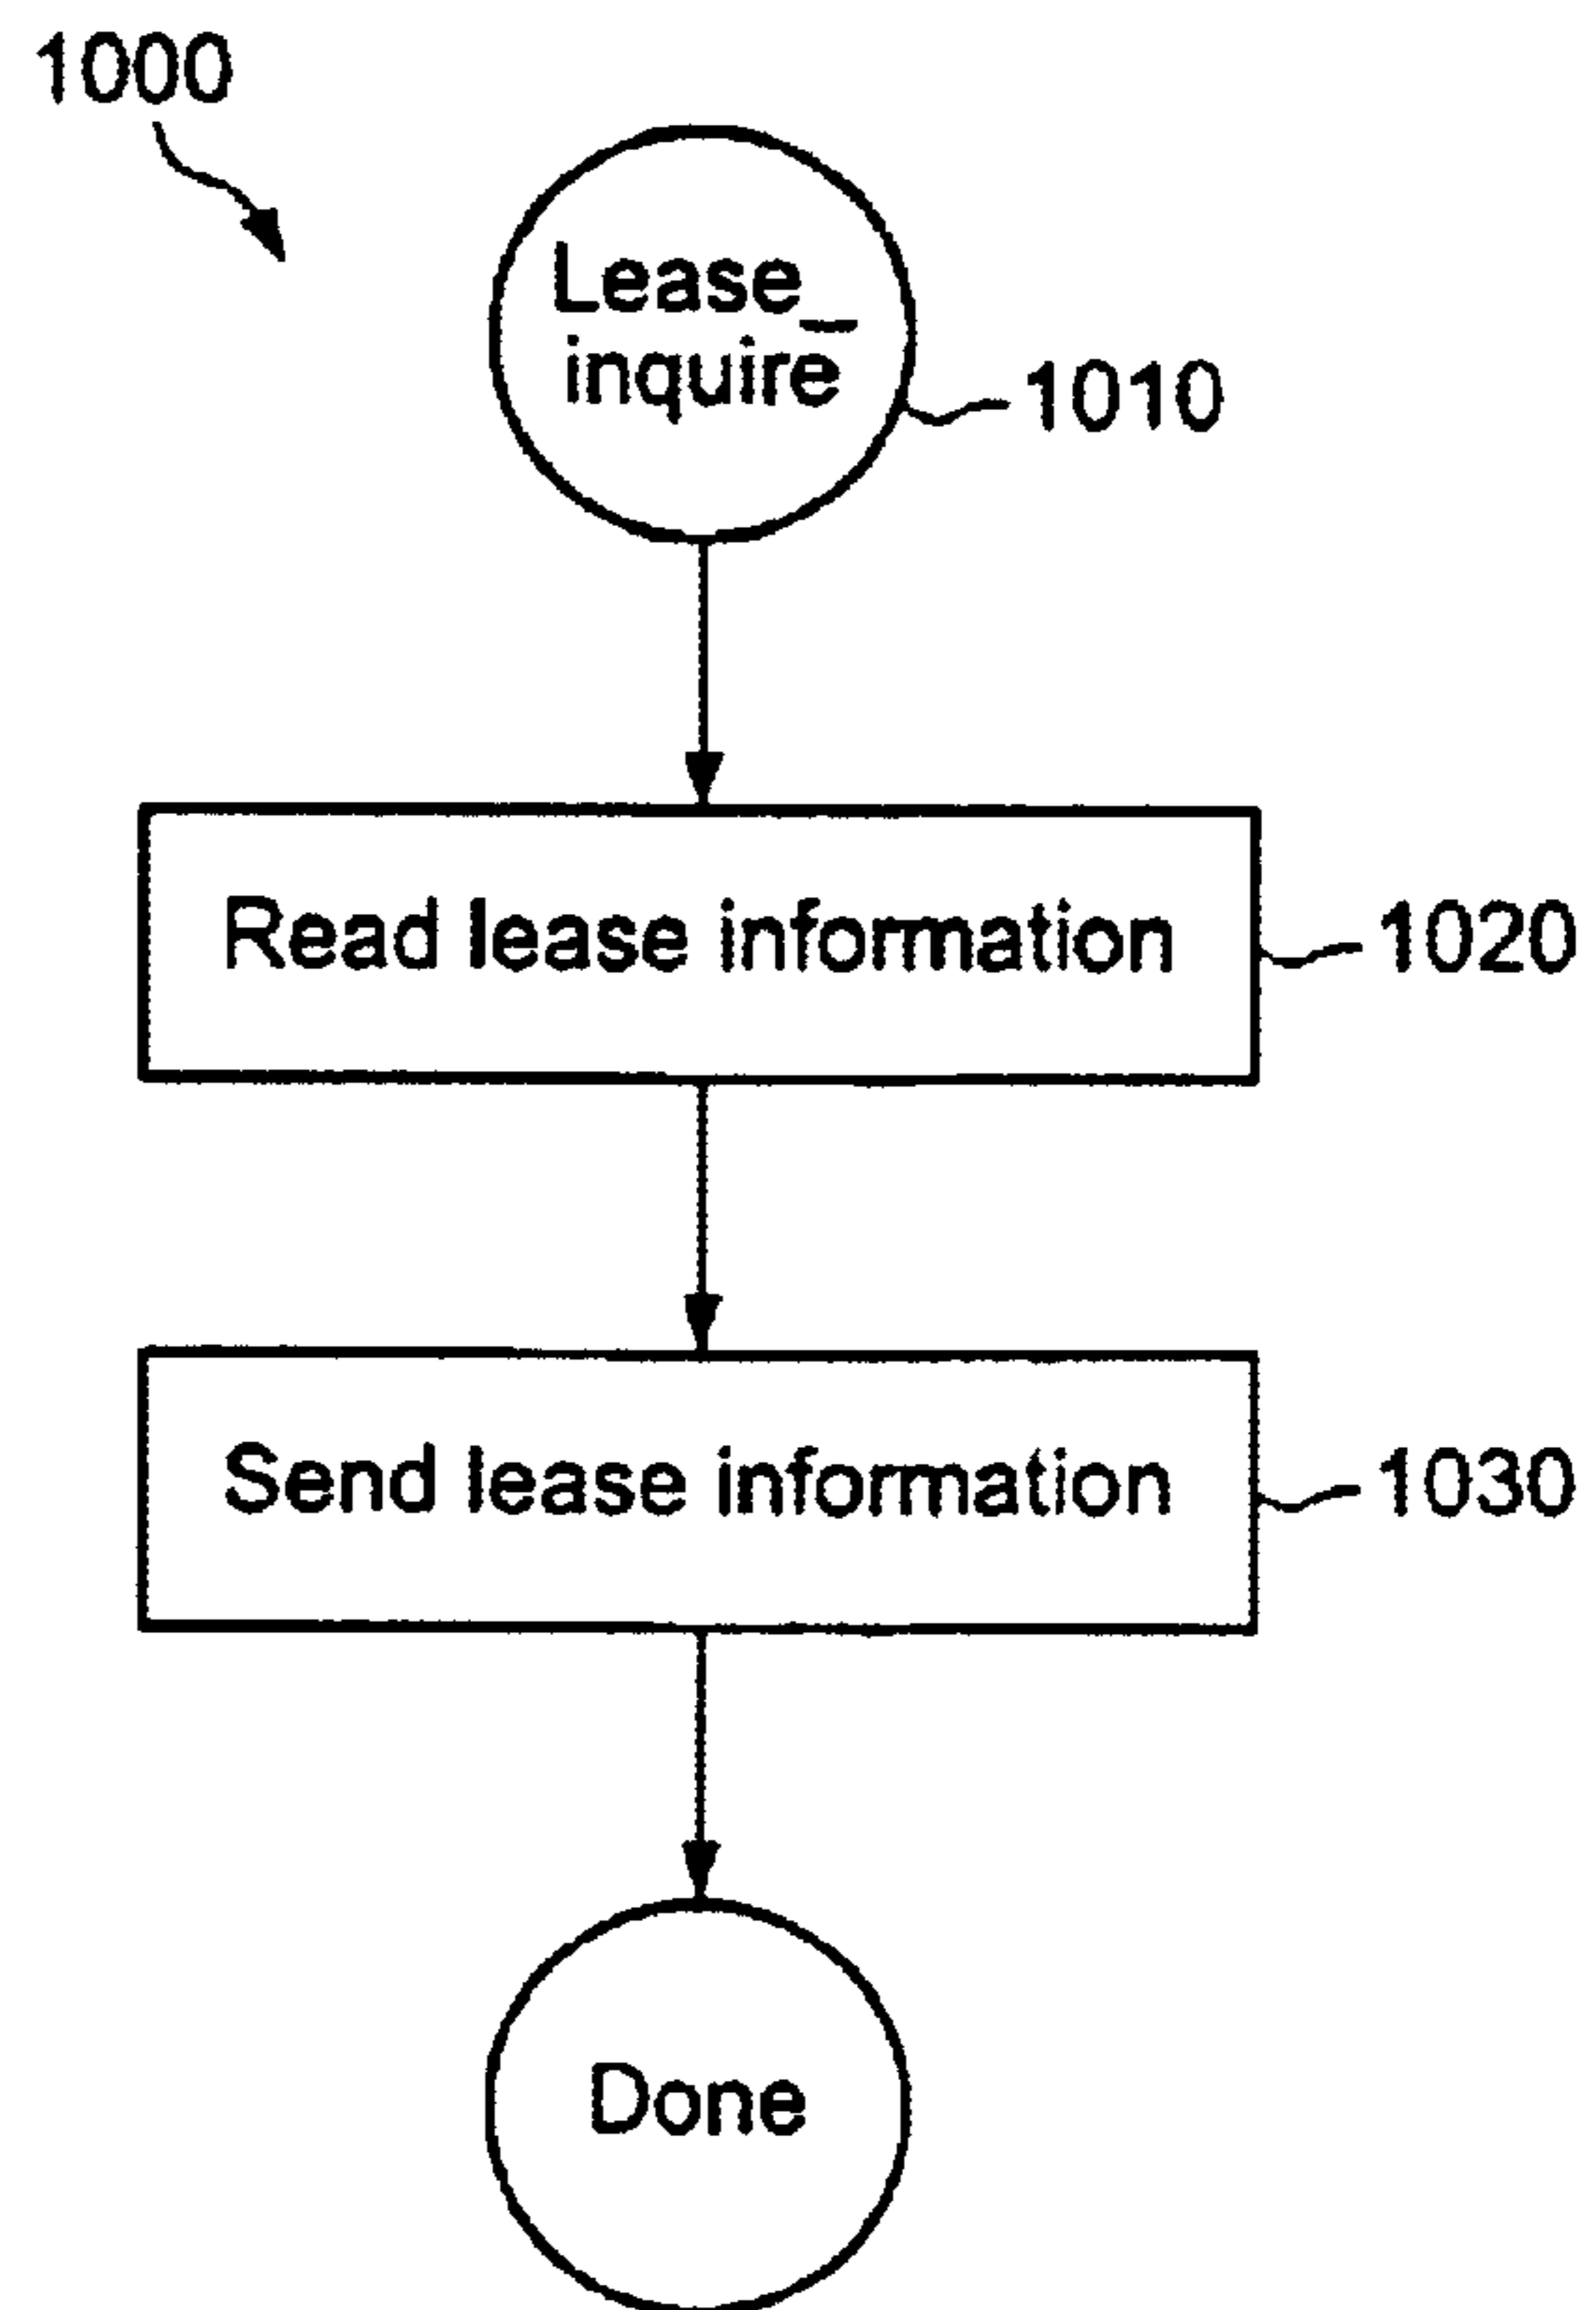 1000
Lease_
inquire
1010
Read lease information
1020
Send lease information
1030
Done